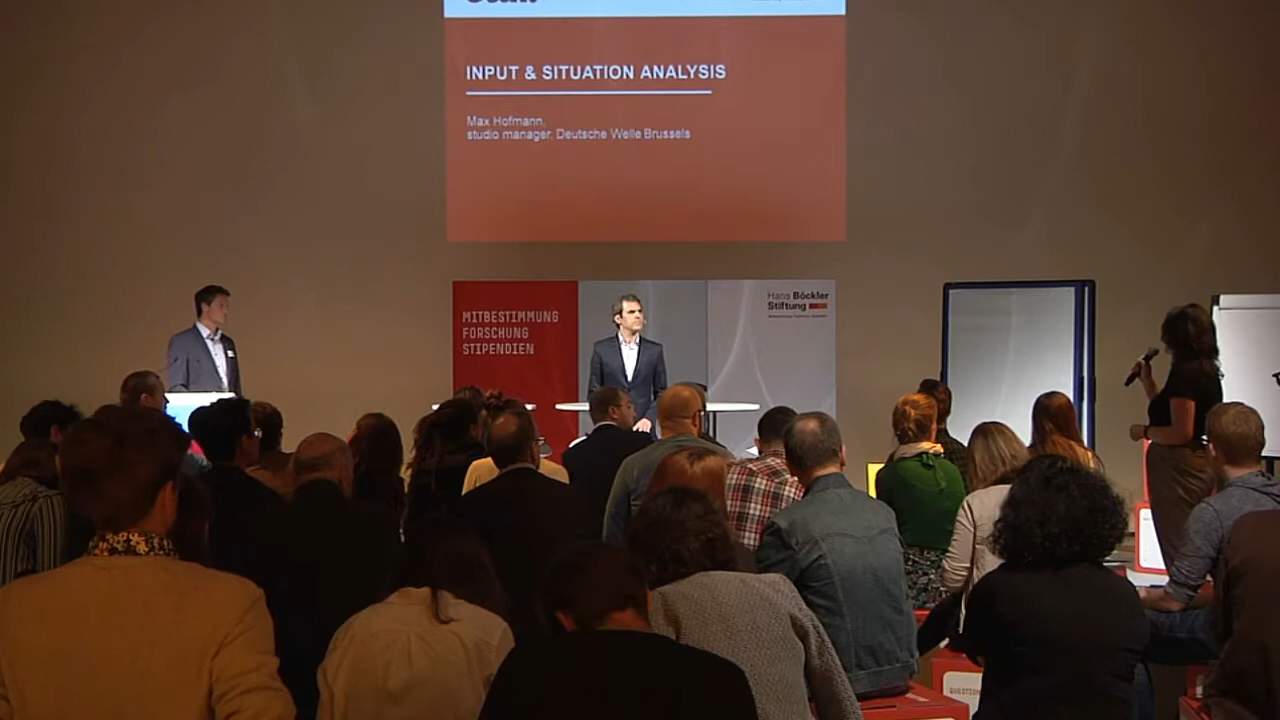 INPUT & SITUATION ANALYSIS
Max Hofmann,
studio manager, Deutsche Welle Brussels
MITBESTIMMUNG
FORSCHUNG
STIPENDIEN
Hans Böckler
Stiftung